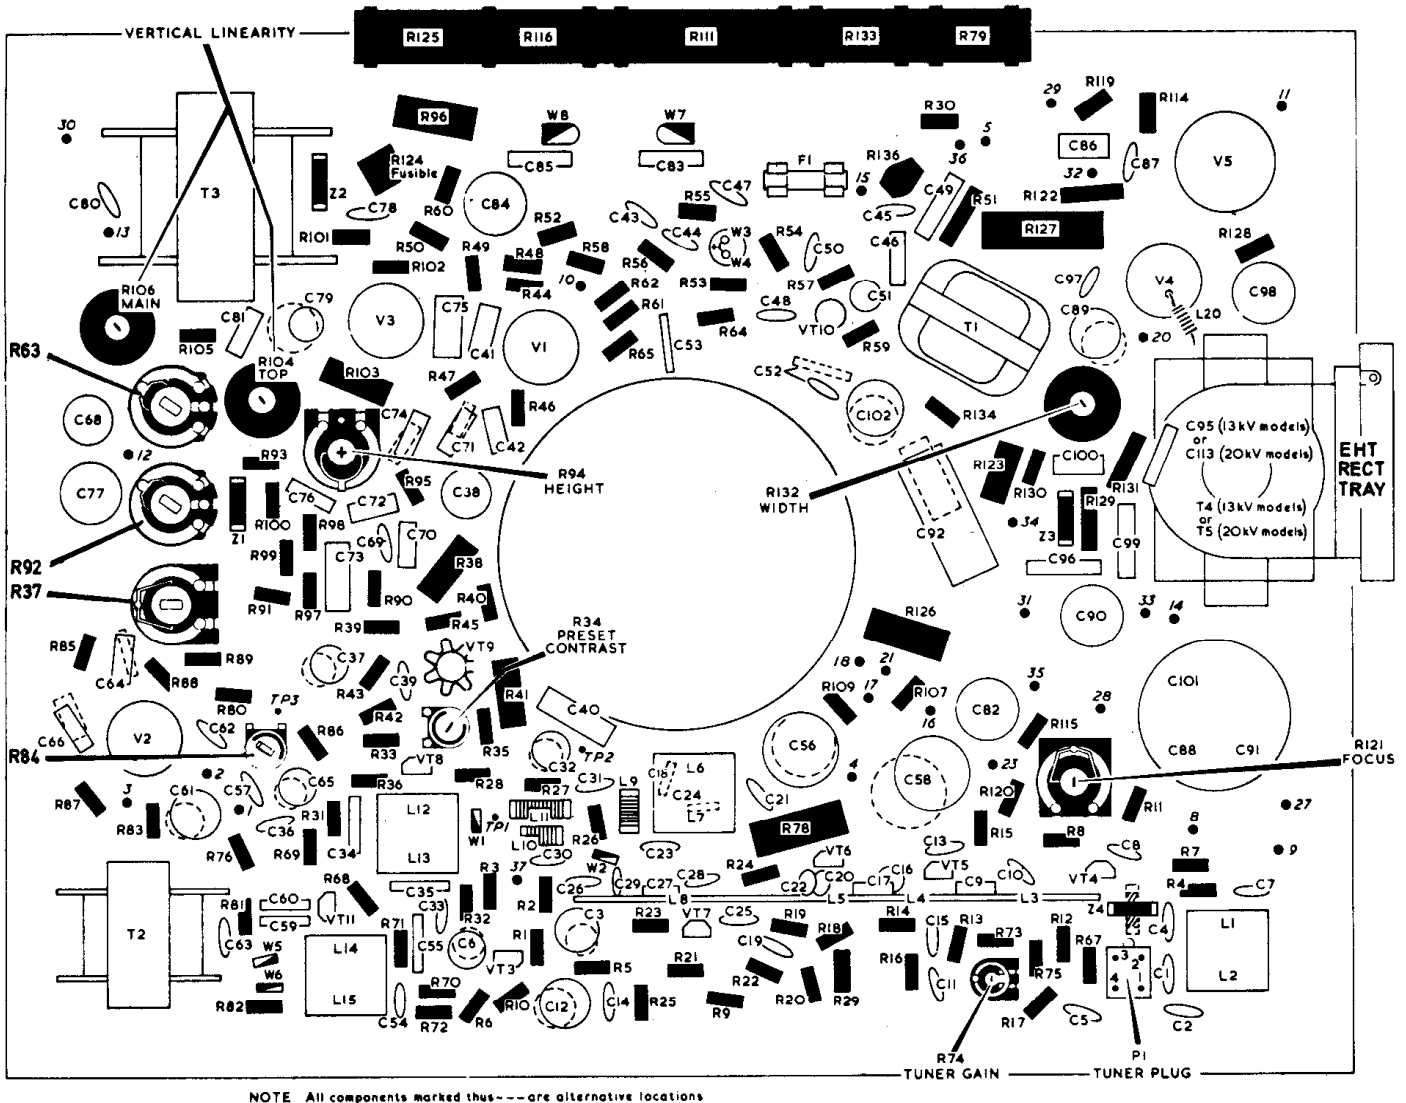 VERTICAL LINEARITY
R125 R116 R111 R133 R79
29 R119 R114 11
30 R96 W8 W7 R30 5
R124
Fusible
C85 C83 F1 R136 36 C86 C87 V5
T3 Z2 R60 C84 C47 15 C49 R51 32 R122
C80 C78 R55 C45 R127
13 R101 R50 R52 C43 C44 W3 R54 C50 C46 R128
R102 R49 R48 R58 R56 W4 R57 C97 V4 C98
R44 10 R62 R53 C51
R106
MAIN
C79 C75 R61 C48 C89 L20
C81 V3 C41 V1 R64 VT10 T1 20
R105 R65 C53 R59
R63
R104
TOP
R103 R47 C52
C68 C74 C71 C42 R46 C102 R134
C95 (13kV models)
or
C113 (20kV models)
EHT
RECT
TRAY
12 R93
R94
HEIGHT
R123 C100
C77 C76 R95 C38
R132
WIDTH
R130 R129 R131
T4 (13kV models)
or
T5 (20kV models)
R100 C72 R98 34 Z3
R92 Z1 R99 C73 C69 C70 C92 C96 C99
R37 R38
R91 R97 R90 R40
R39 R45
R34
PRESET
CONTRAST
R126 31 C90 33 14
R85 R89 C37 VT9 18 21
C64 R88 R43 C39 R41 17 35 C101
R80 TP3 R42 C40 R109 R107 16 C82 28
C66 V2 C62 R86 R33 R35 C56 R115 C88 C91
R121
FOCUS
R84 VT8 C32 TP2 C58 23
2 R36 R28 C31 L9 C18 L6 4
R87 3 C61 C57 C65 L12 R27 C24 C21 R120 R11 27
1 R31 W1 TP1 L11 L7 R78 8
R83 C36 C34 L10 R26 R15 R8
R76 R69 L13 C30 C23 VT6 C13 C8 9
R3 37 W2 R24 VT5 R7
R68 C35 C26 C29 C27 C28 C22 C20 C17 C16 C9 C10 VT4 R4 C7
R81 C60 C33 R32 R2 L8 L5 L4 L3 Z4
C59 VT11 R71 C3 R23 VT7 C25 R19 R14 C15 R13 R12 C4 L1
T2 C63 W5 L14 C55 C6 R1 C19 R18 R73 R67
3 2
4 1
W6 VT3 R5 R21 R22 R16 C11 R75 C1
R82 L15 R70 R10 C12 C14 R25 R20 R29 L2
C54 R72 R6 R9 R17 C5 C2
R74
TUNER GAIN
P1
TUNER PLUG
NOTE All components marked thus --- are alternative locations